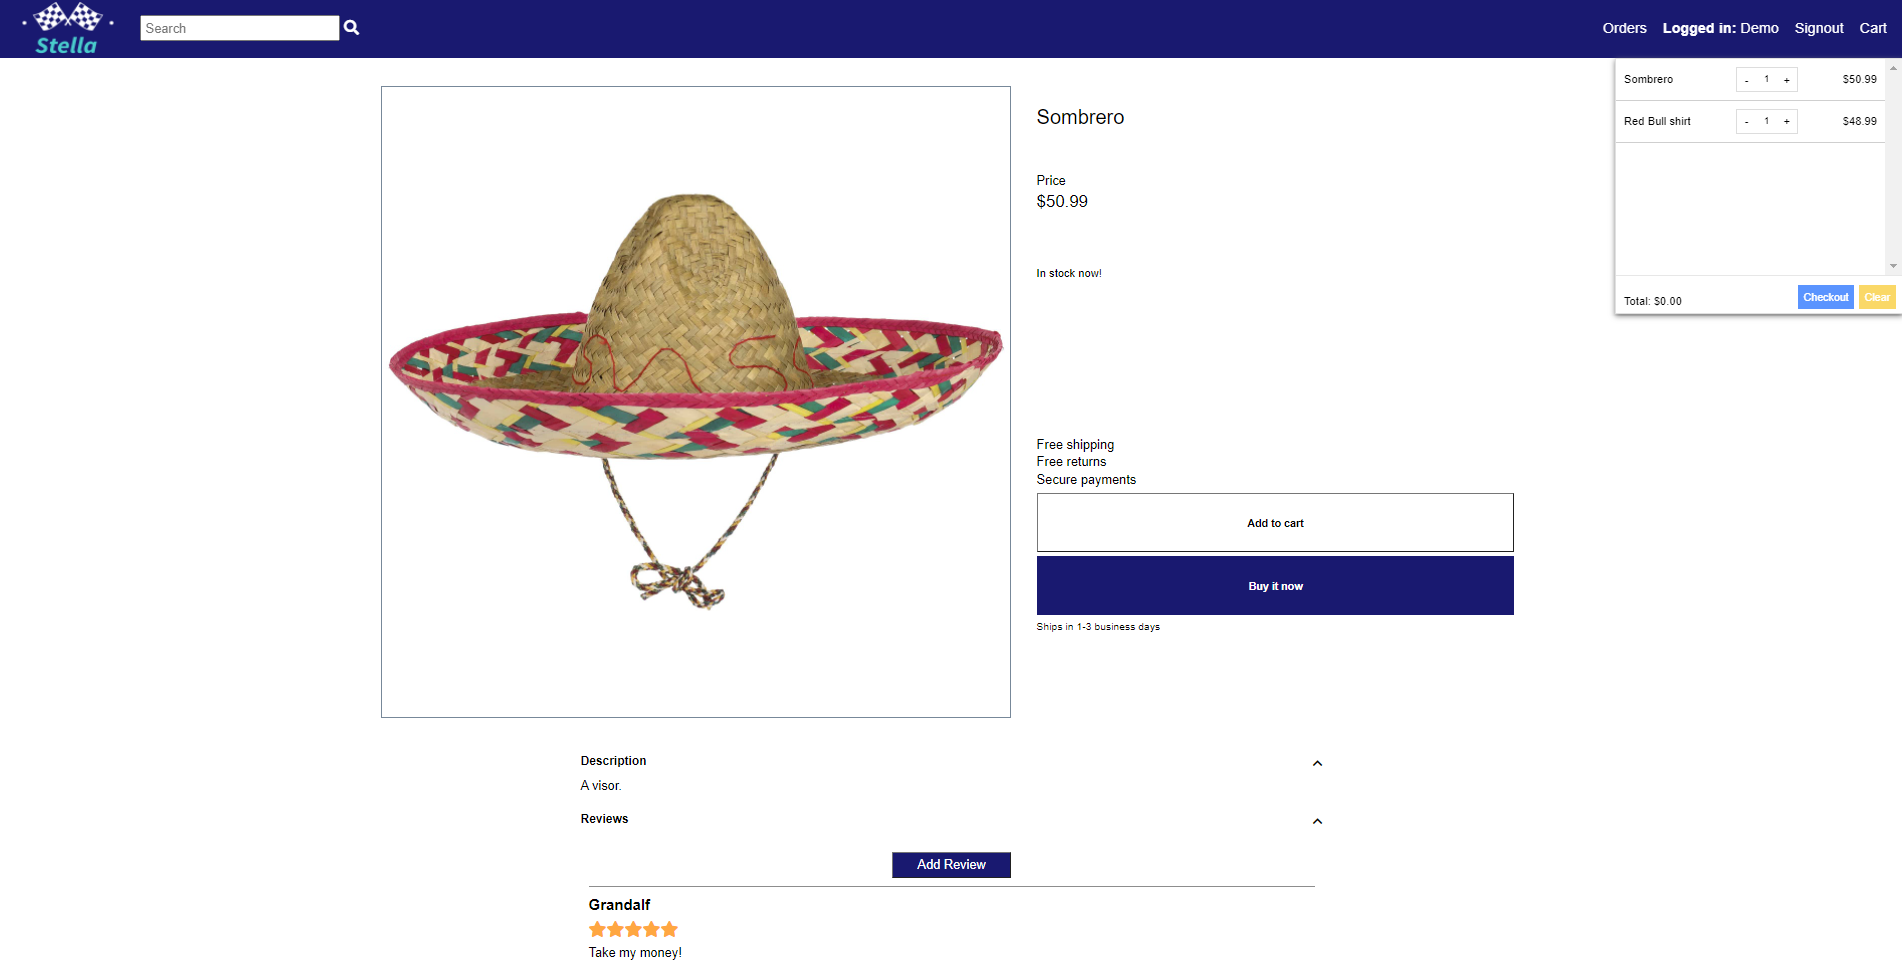 Stella
Search
Orders Logged in: Demo Signout Cart
Sombrero - 1 + $50.99
Red Bull shirt - 1 + $48.99
Total: $0.00 Checkout Clear
Sombrero
Price
$50.99
In stock now!
Free shipping
Free returns
Secure payments
Add to cart
Buy it now
Ships in 1-3 business days
Description
A visor.
Reviews
Add Review
Grandalf
Take my money!